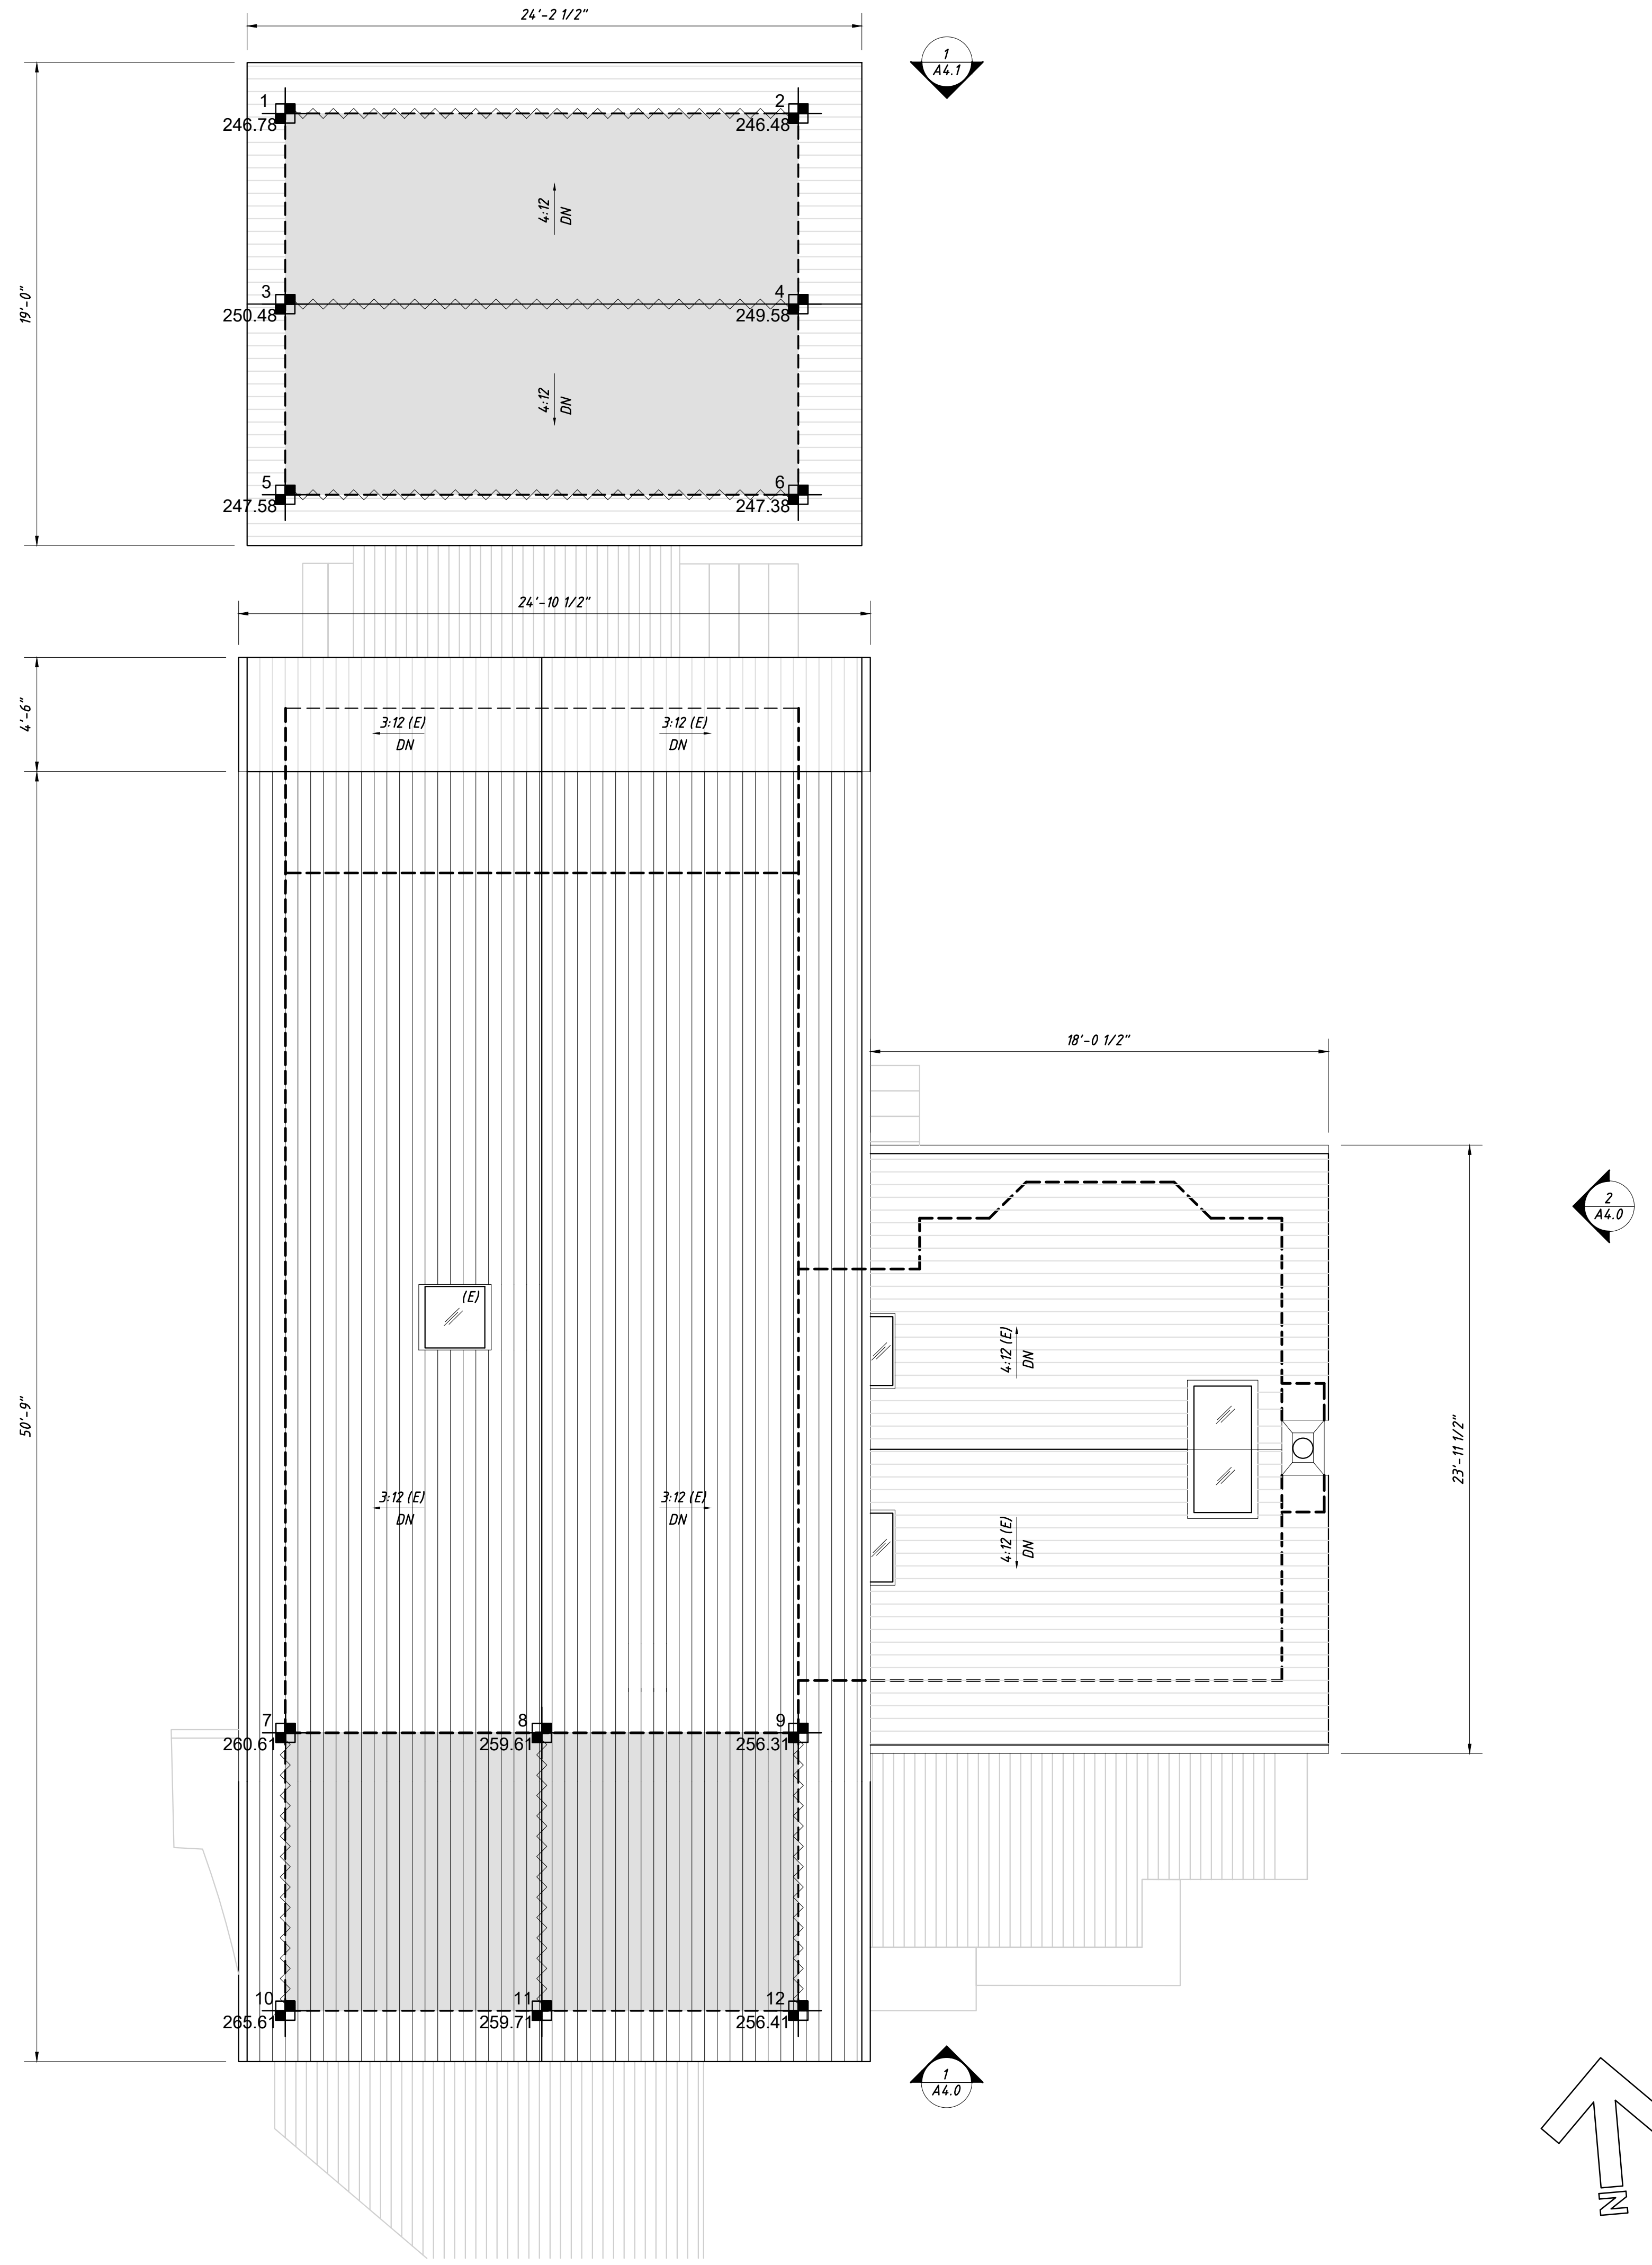 24'-2 1/2"
1
A4.1
1
2
246.78
246.48
4:12
DN
19'-0"
3
4
250.48
249.58
4:12
DN
5
6
247.58
247.38
24'-10 1/2"
4'-6"
3:12 (E)
DN
3:12 (E)
DN
18'-0 1/2"
2
A4.0
(E)
4:12 (E)
DN
50'-9"
23'-11 1/2"
3:12 (E)
DN
3:12 (E)
DN
4:12 (E)
DN
7
8
9
260.61
259.61
256.31
10
11
12
265.61
259.71
256.41
1
A4.0
N